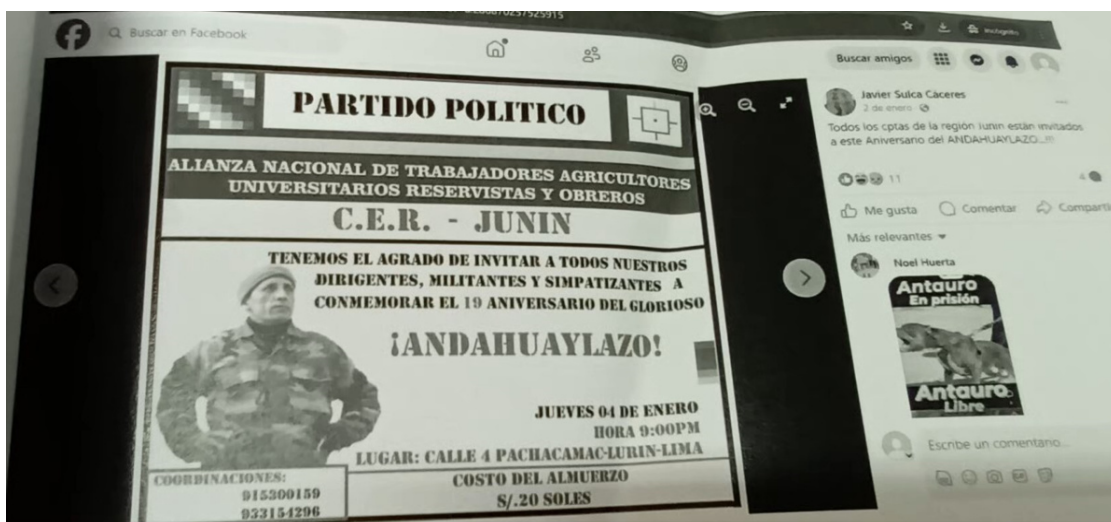 Buscar en Facebook
PARTIDO POLITICO
ALIANZA NACIONAL DE TRABAJADORES AGRICULTORES
UNIVERSITARIOS RESERVISTAS Y OBREROS
C.E.R. - JUNIN
TENEMOS EL AGRADO DE INVITAR A TODOS NUESTROS
DIRIGENTES, MILITANTES Y SIMPATIZANTES A
CONMEMORAR EL 19 ANIVERSARIO DEL GLORIOSO
¡ANDAHUAYLAZO!
JUEVES 04 DE ENERO
HORA 9:00PM
LUGAR: CALLE 4 PACHACAMAC-LURIN-LIMA
COORDINACIONES:
915300159
933154296
COSTO DEL ALMUERZO
S/.20 SOLES
Incógnito
Buscar amigos
Javier Sulca Cáceres
2 de enero
Todos los cptas de la región Junin están invitados
a este Aniversario del ANDAHUAYLAZO..!!!
11
4
Me gusta
Comentar
Comparti
Más relevantes
Noel Huerta
Antauro
En prisión
Antauro
Libre
Escribe un comentario...
GIF